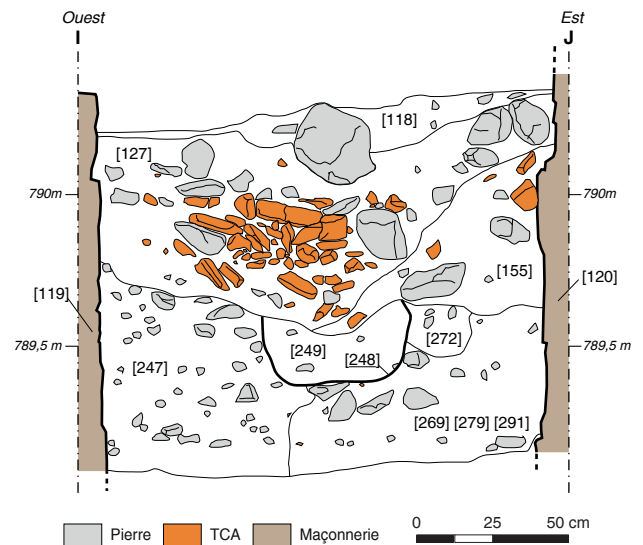 Ouest
Est
I
J
[118]
[127]
790m
790m
[155]
[119]
[120]
[272]
789,5 m
[249]
[248]
789,5m
[247]
[269] [279] [291]
Pierre
TCA
Maçonnerie
0
25
50 cm